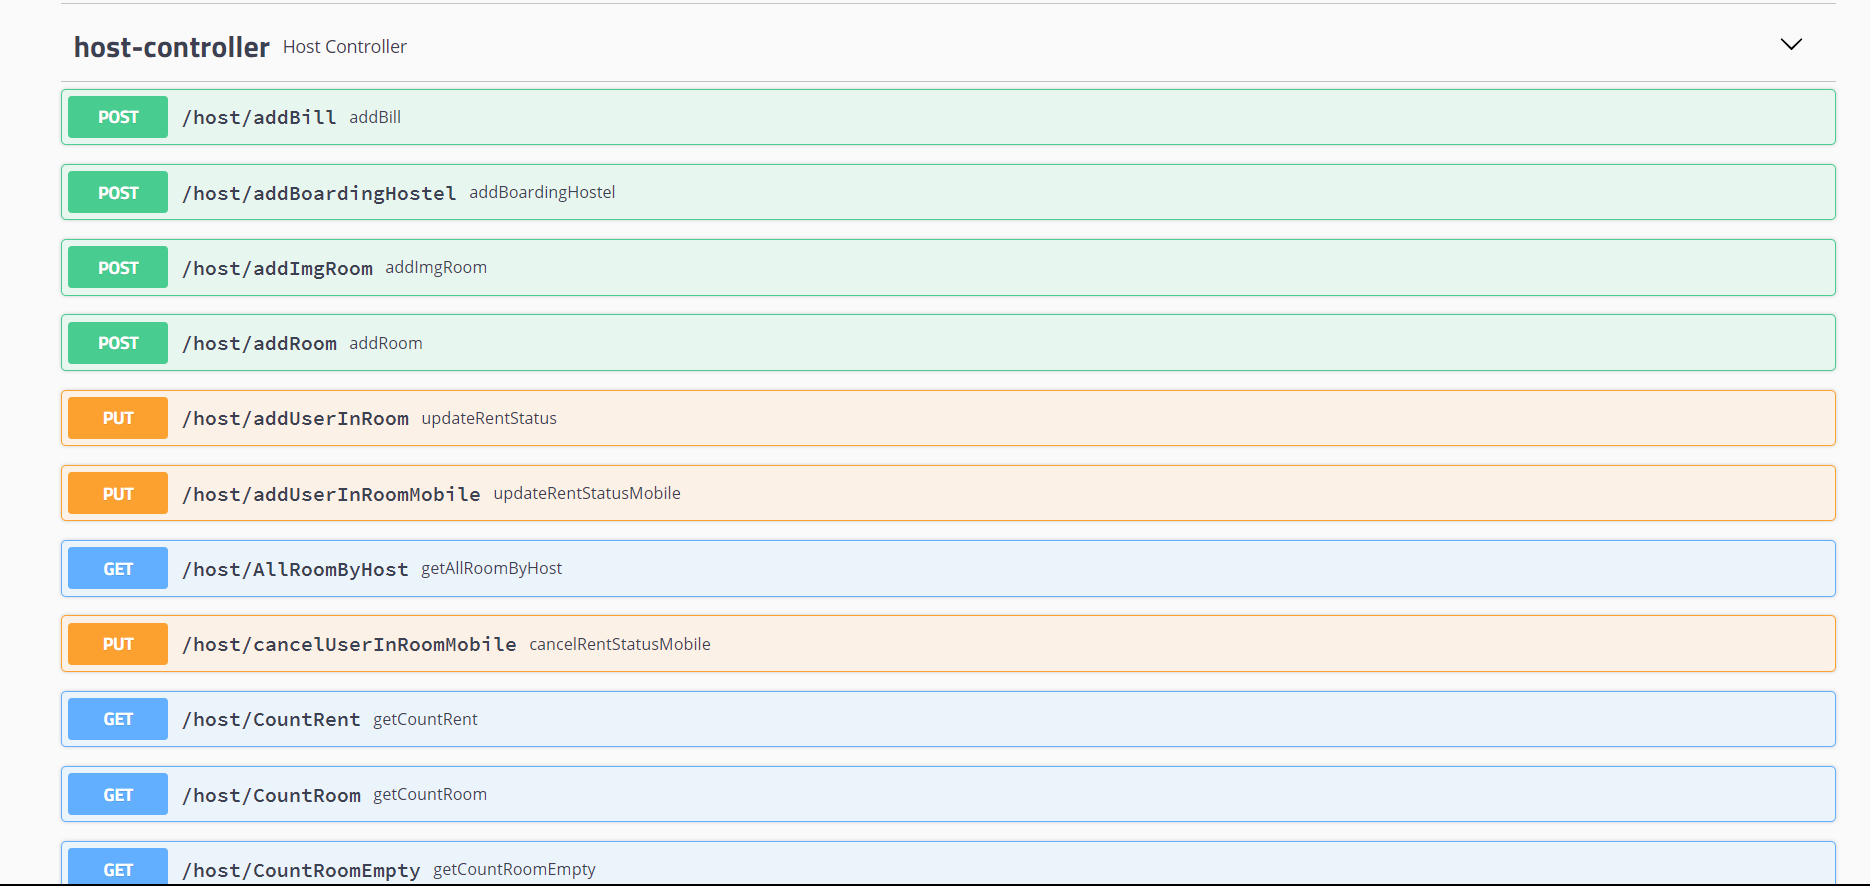 host-controller Host Controller
POST /host/addBill addBill
POST /host/addBoardingHostel addBoardingHostel
POST /host/addImgRoom addImgRoom
POST /host/addRoom addRoom
PUT /host/addUserInRoom updateRentStatus
PUT /host/addUserInRoomMobile updateRentStatusMobile
GET /host/AllRoomByHost getAllRoomByHost
PUT /host/cancelUserInRoomMobile cancelRentStatusMobile
GET /host/CountRent getCountRent
GET /host/CountRoom getCountRoom
GET /host/CountRoomEmpty getCountRoomEmpty